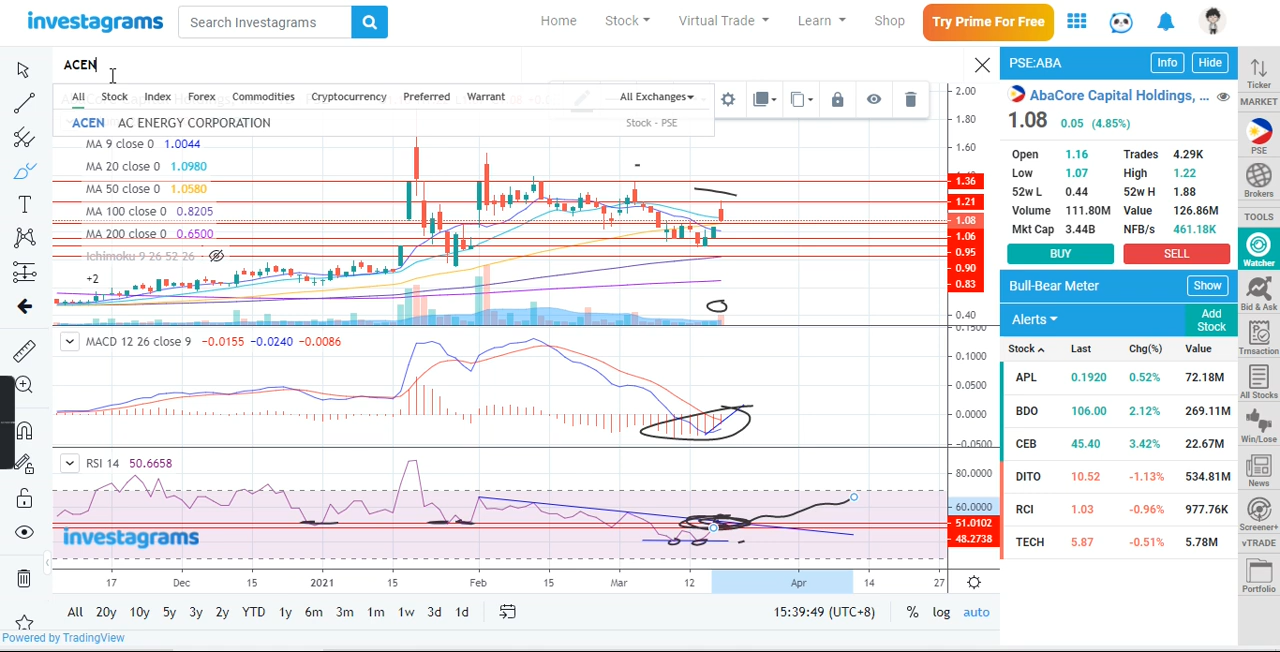 investagrams
Search Investagrams
Home
Stock
Virtual Trade
Learn
Shop
Try Prime For Free
ACEN
All Stock Index Forex Commodities Cryptocurrency Preferred Warrant All Exchanges
ACEN AC ENERGY CORPORATION Stock - PSE
MA 9 close 0 1.0044
MA 20 close 0 1.0980
MA 50 close 0 1.0580
MA 100 close 0 0.8205
MA 200 close 0 0.6500
Ichimoku 9 26 52 26
+2
2.00
1.80
1.60
1.36
1.21
1.08
1.06
0.95
0.90
0.83
0.40
MACD 12 26 close 9 −0.0155 −0.0240 −0.0086
0.1500
0.1000
0.0500
0.0000
-0.0500
RSI 14 50.6658
80.0000
60.0000
51.0102
48.2738
investagrams
17 Dec 15 2021 15 Feb 15 Mar 12 Apr 14 27
All 20y 10y 5y 3y 2y YTD 1y 6m 3m 1m 1w 3d 1d
15:39:49 (UTC+8) % log auto
Powered by TradingView
PSE:ABA Info Hide
AbaCore Capital Holdings, ...
1.08 0.05 (4.85%)
Open 1.16 Trades 4.29K
Low 1.07 High 1.22
52w L 0.44 52w H 1.88
Volume 111.80M Value 126.86M
Mkt Cap 3.44B NFB/s 461.18K
BUY SELL
Bull-Bear Meter Show
Alerts Add Stock
Stock Last Chg(%) Value
APL 0.1920 0.52% 72.18M
BDO 106.00 2.12% 269.11M
CEB 45.40 3.42% 22.67M
DITO 10.52 -1.13% 534.81M
RCI 1.03 -0.96% 977.76K
TECH 5.87 -0.51% 5.78M
Ticker
MARKET
PSE
Brokers
TOOLS
Watcher
Bid & Ask
Trnsaction
All Stocks
Win/Lose
News
Screener+
vTRADE
Portfolio